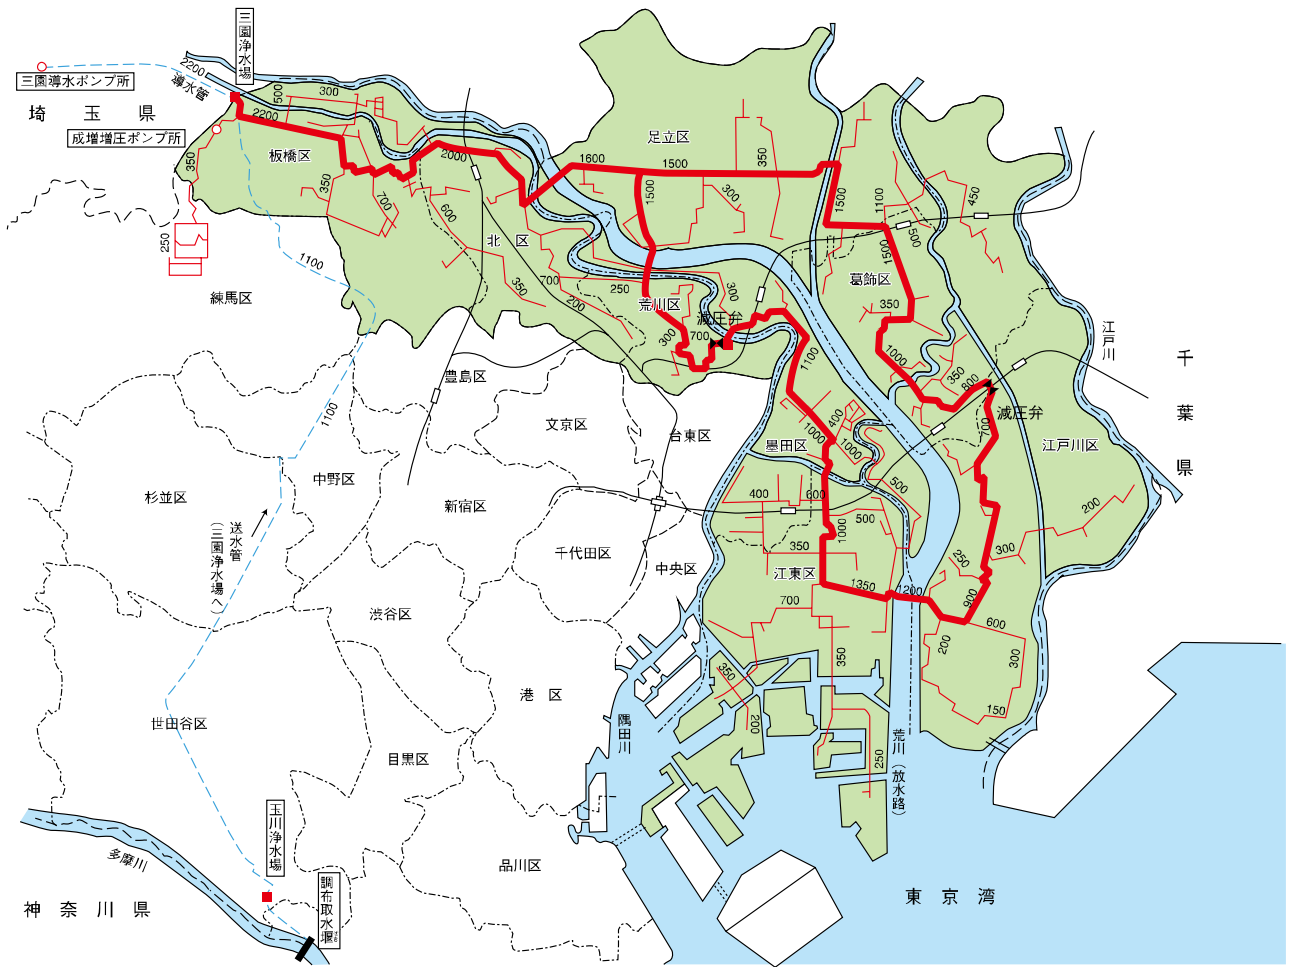 三園浄水場
2200
導水管
三園導水ポンプ所
埼 玉 県
成増増圧ポンプ所
500
300
2200
板橋区
350
350
700
2000
600
北 区
1600
1500
足立区
350
1500
300
1500
1100
450
500
1500
250
1100
練馬区
350
700
200
250
荒川区
300
300
700
減圧弁
葛飾区
350
1000
350
800
減圧弁
700
江戸川
千葉県
江戸川区
1100
豊島区
文京区
台東区
墨田区
400
1000
1000
1100
杉並区
中野区
新宿区
400
600
500
500
1000
200
300
送水管
(三園浄水場へ)
千代田区
中央区
350
江東区
1350
1200
250
900
700
600
200
300
150
渋谷区
港 区
350
350
200
250
隅田川
荒川(放水路)
世田谷区
目黒区
品川区
玉川浄水場
調布取水堰
多摩川
神 奈 川 県
東 京 湾